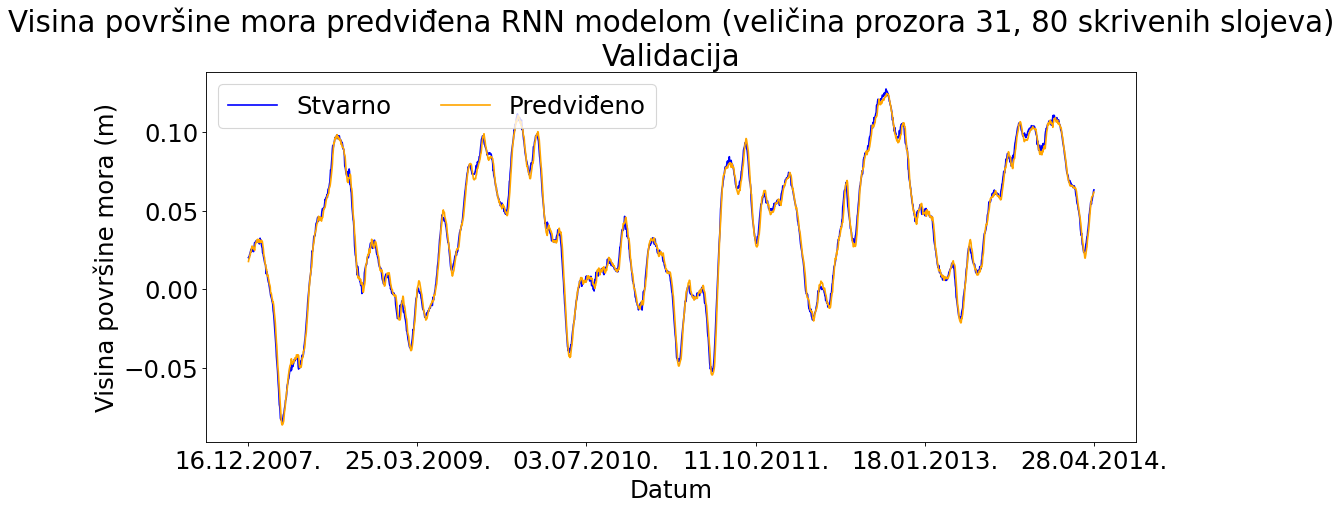 Visina površine mora predviđena RNN modelom (veličina prozora 31, 80 skrivenih slojeva)
Validacija
Stvarno
Predviđeno
Visina površine mora (m)
0.10
0.05
0.00
−0.05
16.12.2007.
25.03.2009.
03.07.2010.
11.10.2011.
18.01.2013.
28.04.2014.
Datum